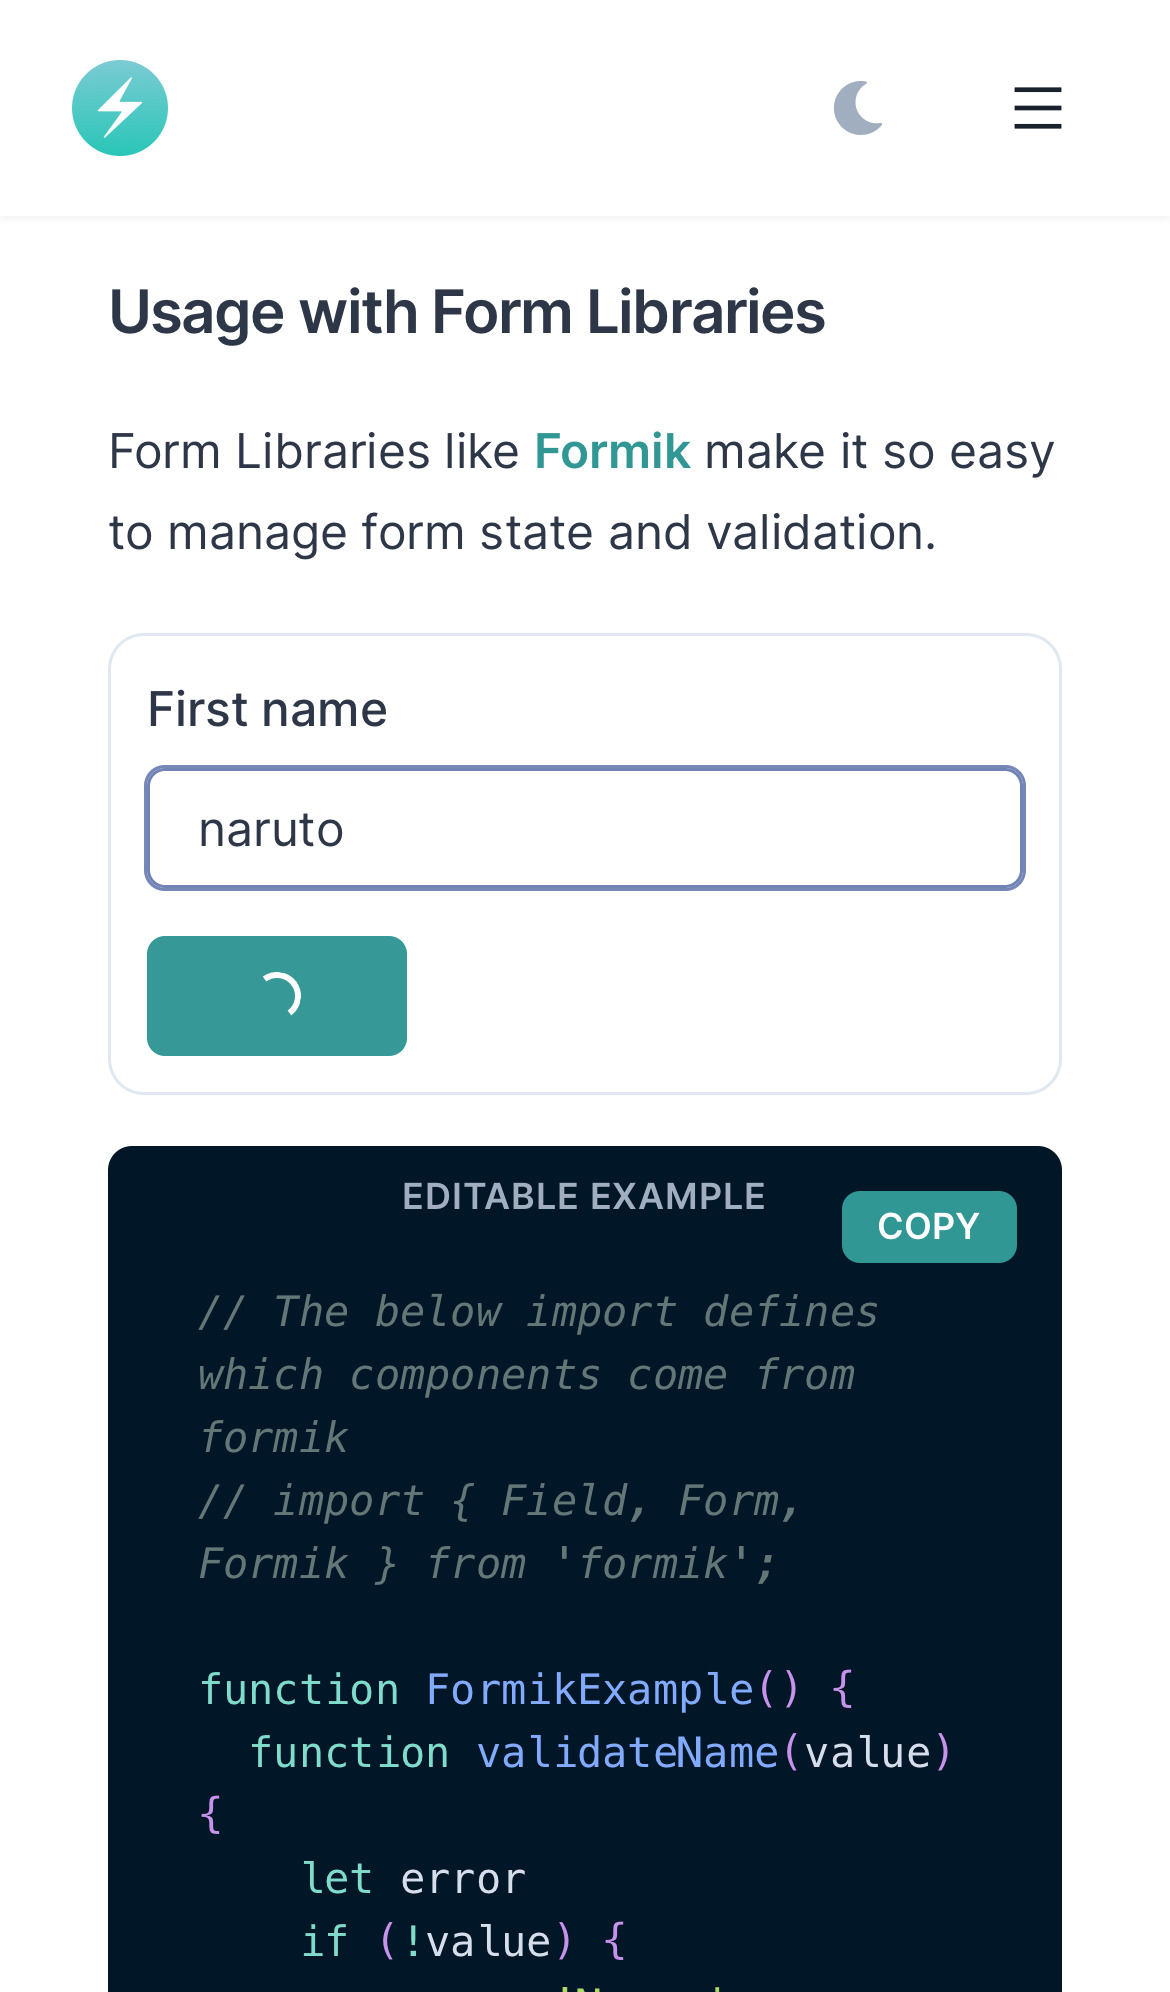 Usage with Form Libraries
Form Libraries like Formik make it so easy
to manage form state and validation.
First name
naruto
EDITABLE EXAMPLE
COPY
// The below import defines
which components come from
formik
// import { Field, Form,
Formik } from 'formik';
function FormikExample() {
function validateName(value)
{
let error
if (!value) {